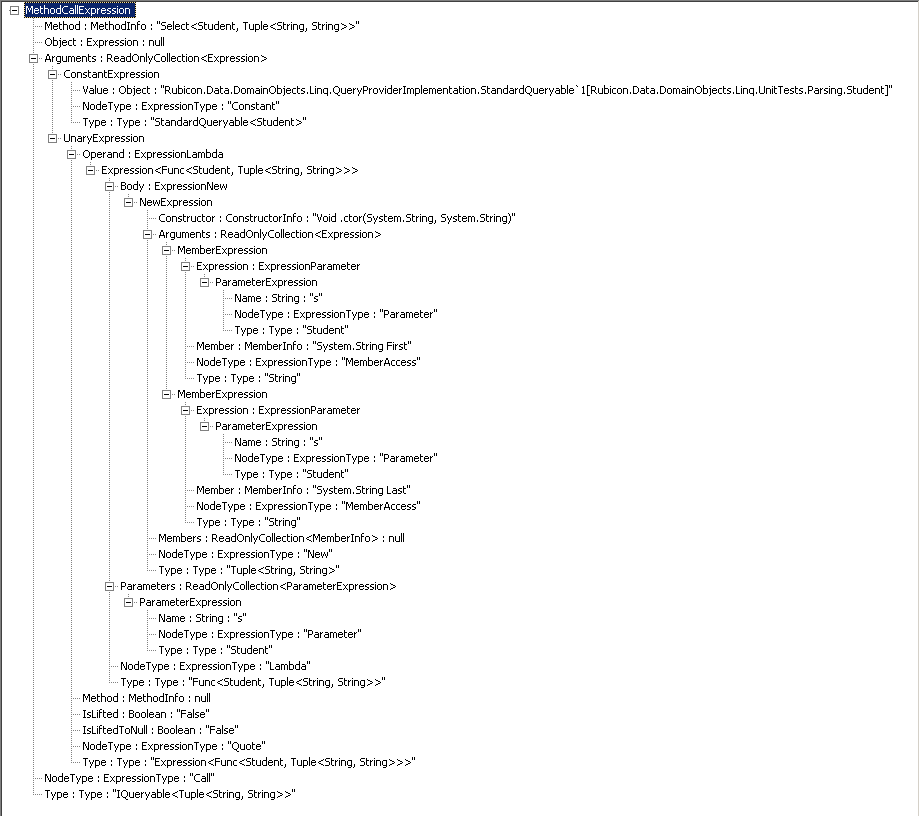 MethodCallExpression
Method : MethodInfo : "Select<Student, Tuple<String, String>>"
Object : Expression : null
Arguments : ReadOnlyCollection<Expression>
ConstantExpression
Value : Object : "Rubicon.Data.DomainObjects.Linq.QueryProviderImplementation.StandardQueryable`1[Rubicon.Data.DomainObjects.Linq.UnitTests.Parsing.Student]"
NodeType : ExpressionType : "Constant"
Type : Type : "StandardQueryable<Student>"
UnaryExpression
Operand : ExpressionLambda
Expression<Func<Student, Tuple<String, String>>>
Body : ExpressionNew
NewExpression
Constructor : ConstructorInfo : "Void .ctor(System.String, System.String)"
Arguments : ReadOnlyCollection<Expression>
MemberExpression
Expression : ExpressionParameter
ParameterExpression
Name : String : "s"
NodeType : ExpressionType : "Parameter"
Type : Type : "Student"
Member : MemberInfo : "System.String First"
NodeType : ExpressionType : "MemberAccess"
Type : Type : "String"
MemberExpression
Expression : ExpressionParameter
ParameterExpression
Name : String : "s"
NodeType : ExpressionType : "Parameter"
Type : Type : "Student"
Member : MemberInfo : "System.String Last"
NodeType : ExpressionType : "MemberAccess"
Type : Type : "String"
Members : ReadOnlyCollection<MemberInfo> : null
NodeType : ExpressionType : "New"
Type : Type : "Tuple<String, String>"
Parameters : ReadOnlyCollection<ParameterExpression>
ParameterExpression
Name : String : "s"
NodeType : ExpressionType : "Parameter"
Type : Type : "Student"
NodeType : ExpressionType : "Lambda"
Type : Type : "Func<Student, Tuple<String, String>>"
Method : MethodInfo : null
IsLifted : Boolean : "False"
IsLiftedToNull : Boolean : "False"
NodeType : ExpressionType : "Quote"
Type : Type : "Expression<Func<Student, Tuple<String, String>>>"
NodeType : ExpressionType : "Call"
Type : Type : "IQueryable<Tuple<String, String>>"